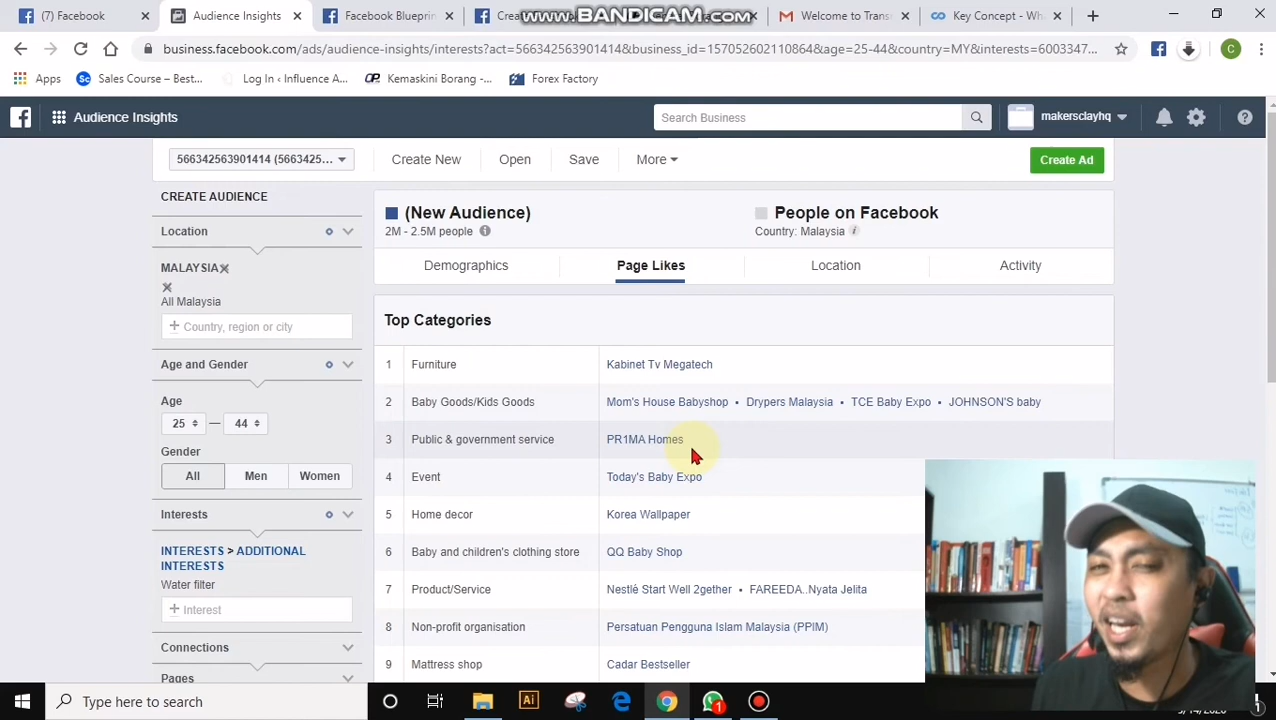 (7) Facebook
Audience Insights
Facebook Blueprin
Crea
www.BANDICAM.com
Welcome to Trans
Key Concept - Wh
business.facebook.com/ads/audience-insights/interests?act=566342563901414&business_id=157052602110864&age=25-44&country=MY&interests=6003347...
C
Apps
Sales Course – Best...
Log In ‹ Influence A...
Kemaskini Borang -...
Forex Factory
Audience Insights
Search Business
makersclayhq
566342563901414 (5663425...
Create New
Open
Save
More
Create Ad
CREATE AUDIENCE
(New Audience)
2M - 2.5M people
People on Facebook
Country: Malaysia
Location
MALAYSIA
All Malaysia
Country, region or city
Demographics
Page Likes
Location
Activity
Age and Gender
Age
25 — 44
Gender
All
Men
Women
Interests
INTERESTS > ADDITIONAL
INTERESTS
Water filter
Interest
Connections
Pages
Top Categories
1 Furniture Kabinet Tv Megatech
2 Baby Goods/Kids Goods Mom's House Babyshop • Drypers Malaysia • TCE Baby Expo • JOHNSON'S baby
3 Public & government service PR1MA Homes
4 Event Today's Baby Expo
5 Home decor Korea Wallpaper
6 Baby and children's clothing store QQ Baby Shop
7 Product/Service Nestlé Start Well 2gether • FAREEDA..Nyata Jelita
8 Non-profit organisation Persatuan Pengguna Islam Malaysia (PPIM)
9 Mattress shop Cadar Bestseller
Type here to search
Ai
1